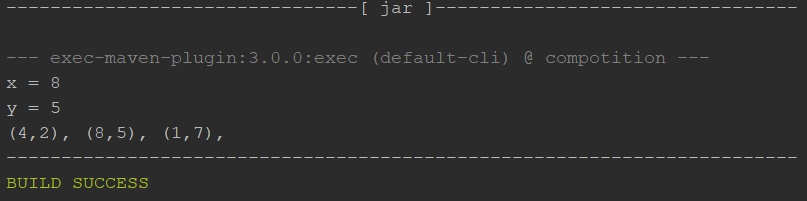 --------------------------------[ jar ]---------------------------------
--- exec-maven-plugin:3.0.0:exec (default-cli) @ compotition ---
x = 8
y = 5
(4,2), (8,5), (1,7),
------------------------------------------------------------------------
BUILD SUCCESS